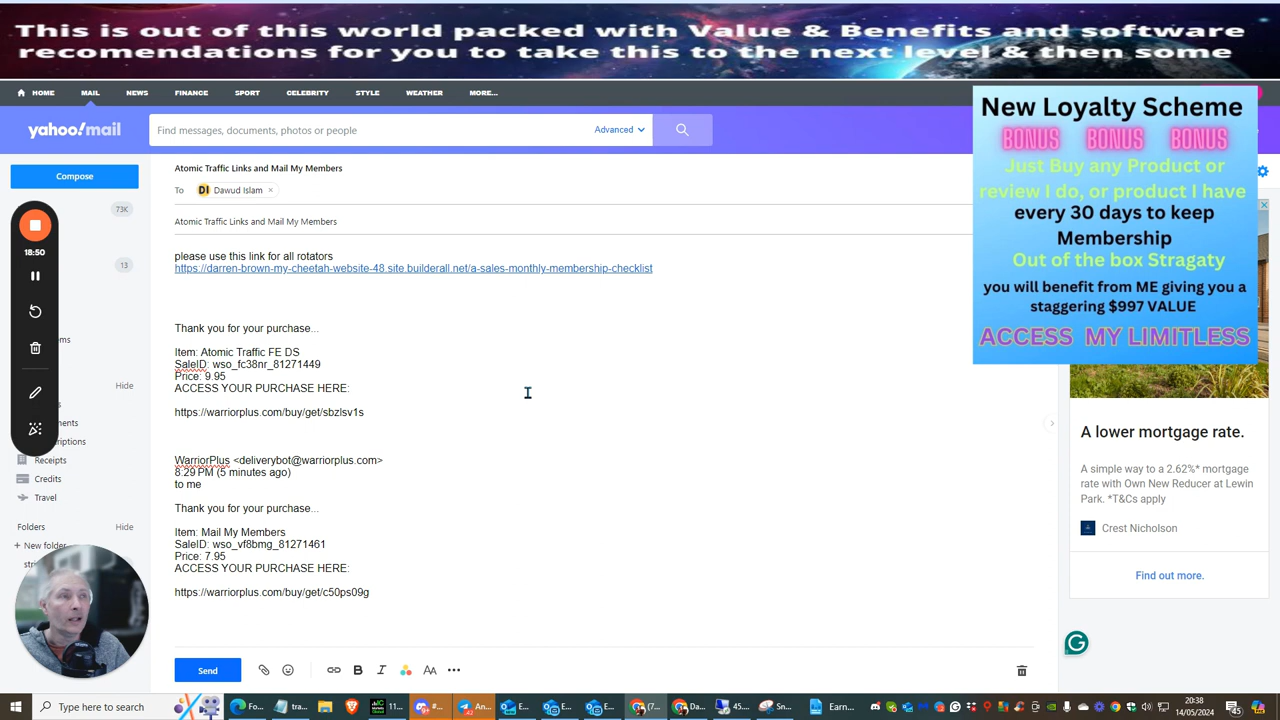 This is out of this world packed with Value & Benefits and software
recomendations for you to take this to the next level & then some
HOME
MAIL
NEWS
FINANCE
SPORT
CELEBRITY
STYLE
WEATHER
MORE...
yahoo!mail
Find messages, documents, photos or people
Advanced
New Loyalty Scheme
BONUS BONUS BONUS
Just Buy any Product or
review I do, or product I have
every 30 days to keep
Membership
Out of the box Stragaty
you will benefit from ME giving you a
staggering $997 VALUE
ACCESS MY LIMITLESS
Compose
73K
18:50
13
Hide
Receipts
Credits
Travel
Folders
Hide
+ New folder
Atomic Traffic Links and Mail My Members
To DI Dawud Islam ×
Atomic Traffic Links and Mail My Members
please use this link for all rotators
https://darren-brown-my-cheetah-website-48.site.builderall.net/a-sales-monthly-membership-checklist
Thank you for your purchase...
Item: Atomic Traffic FE DS
SaleID: wso_fc38nr_81271449
Price: 9.95
ACCESS YOUR PURCHASE HERE:
https://warriorplus.com/buy/get/sbzlsv1s
WarriorPlus <deliverybot@warriorplus.com>
8:29 PM (5 minutes ago)
to me
Thank you for your purchase...
Item: Mail My Members
SaleID: wso_vf8bmg_81271461
Price: 7.95
ACCESS YOUR PURCHASE HERE:
https://warriorplus.com/buy/get/c50ps09g
Send
A lower mortgage rate.
A simple way to a 2.62%* mortgage
rate with Own New Reducer at Lewin
Park. *T&Cs apply
Crest Nicholson
Find out more.
Type here to search
Fo...
tra...
11...
#...
An...
E...
E...
E...
(7...
Da...
45...
Sn...
Earn...
20:38
14/05/2024